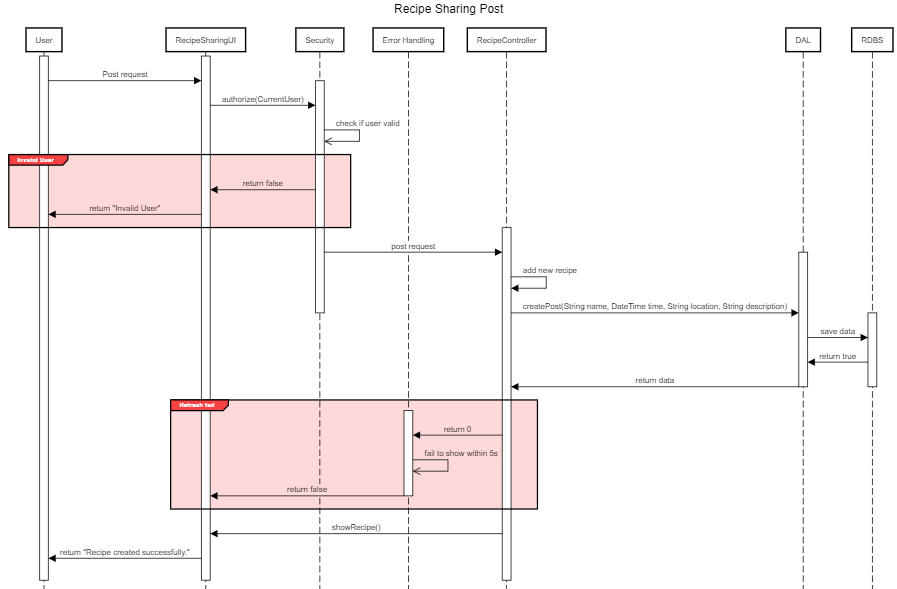 Recipe Sharing Post
User
RecipeSharingUI
Security
Error Handling
RecipeController
DAL
RDBS
Post request
authorize(CurrentUser)
check if user valid
Invalid User
return false
return "Invalid User"
post request
add new recipe
createPost(String name, DateTime time, String location, String description)
save data
return true
return data
Refresh fail
return 0
fail to show within 5s
return false
showRecipe()
return "Recipe created successfully."